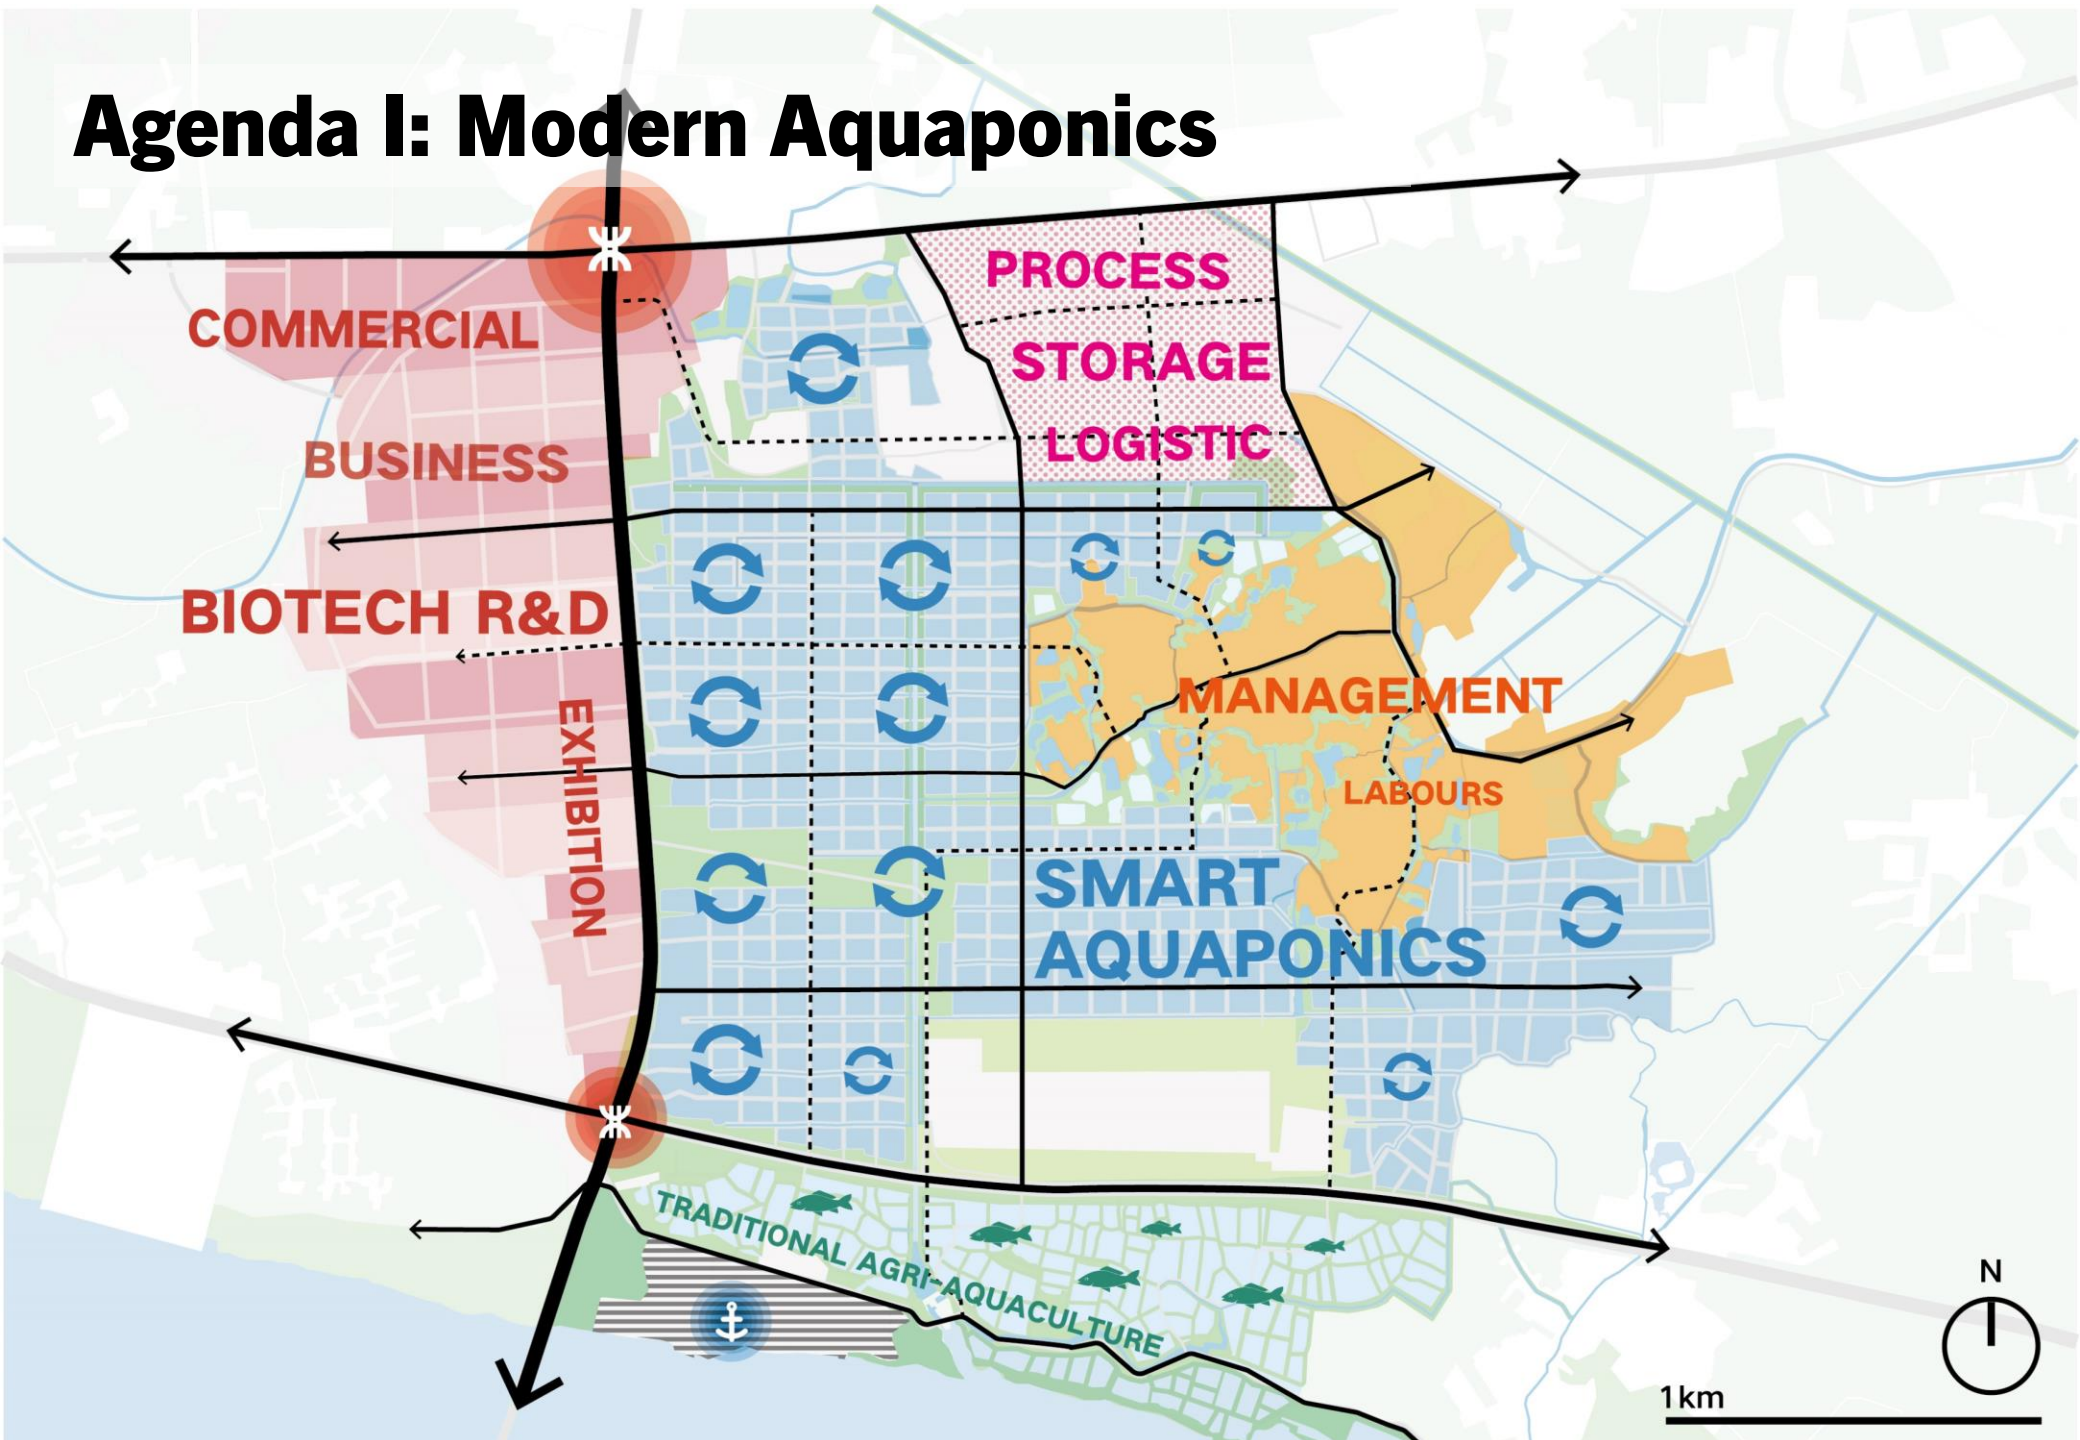 Agenda I: Modern Aquaponics
PROCESS
COMMERCIAL
STORAGE
BUSINESS
LOGISTIC
BIOTECH R&D
EXHIBITION
MANAGEMENT
LABOURS
SMART
AQUAPONICS
TRADITIONAL AGRI-AQUACULTURE
N
1km